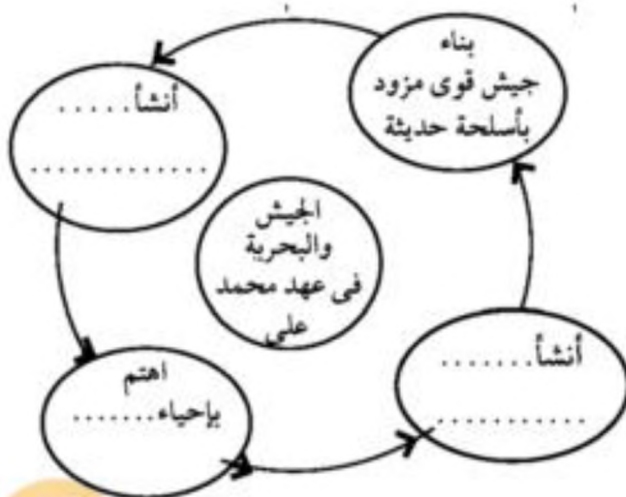 بناء
جيش قوى مزود
بأسلحة حديثة
أنشأ.....
.............
الجيش
والبحرية
فى عهد محمد
على
اهتم
بإحياء.......
أنشأ.......
...........